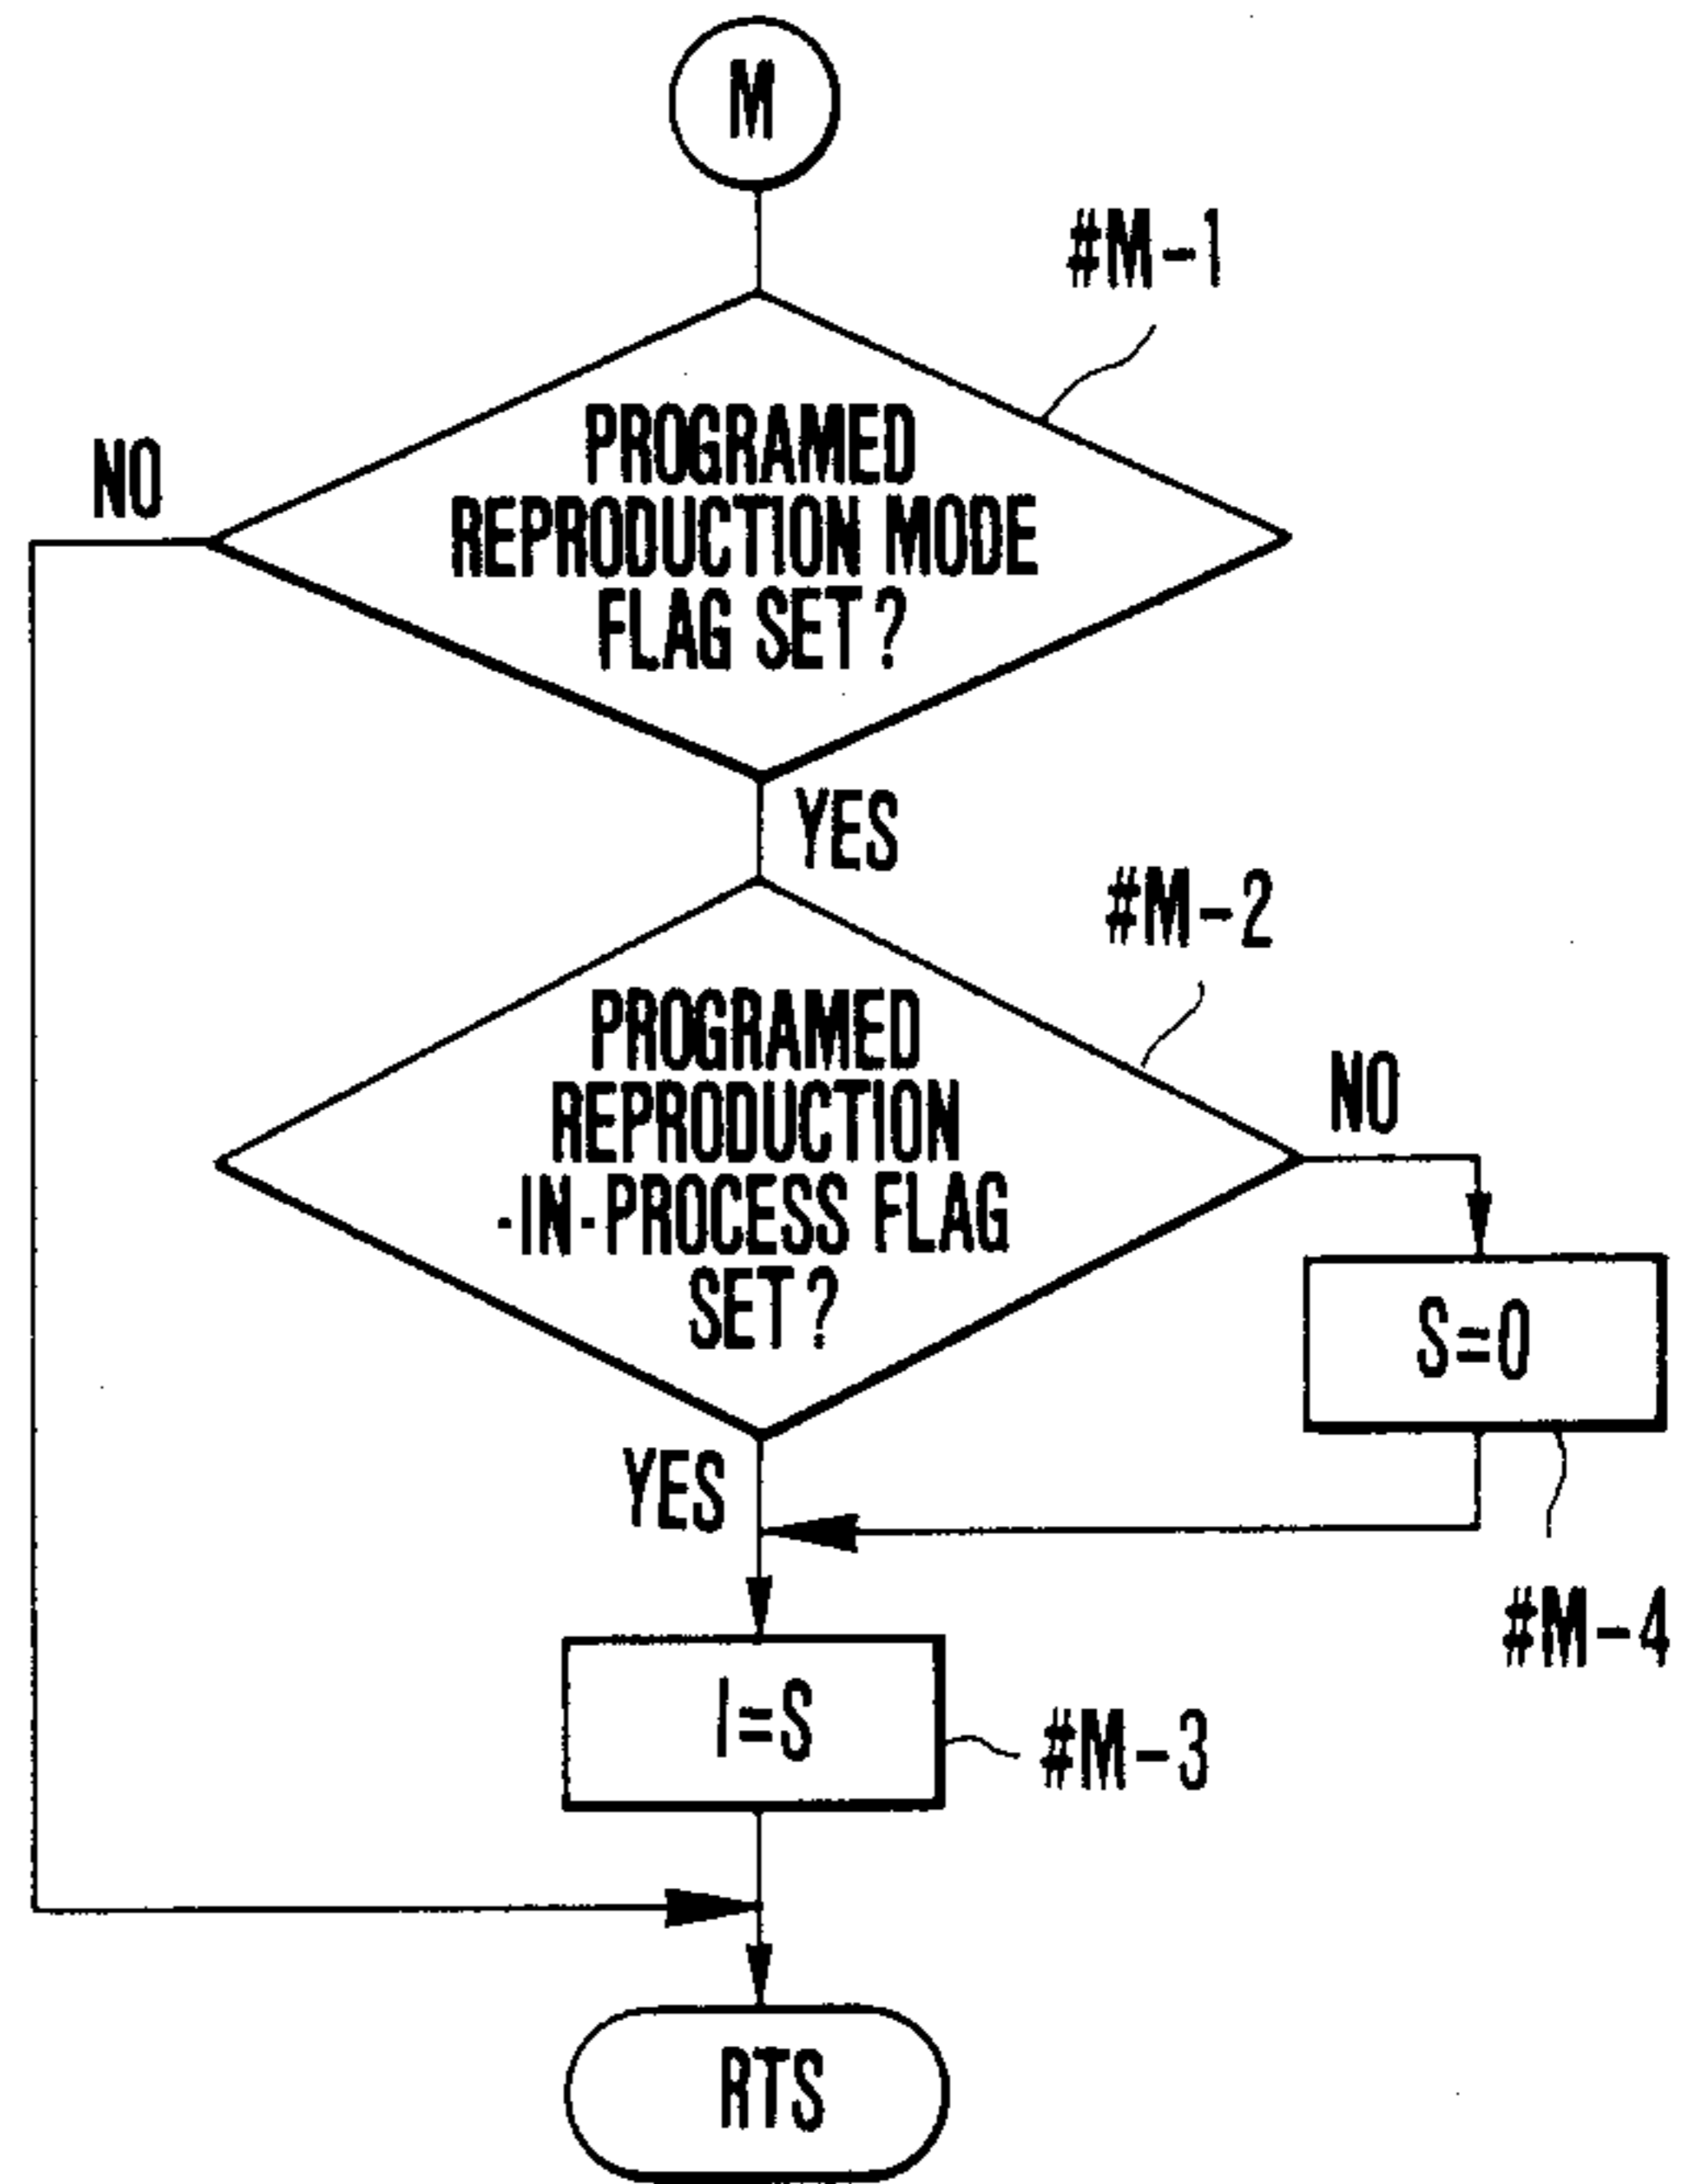 M
#M-1
NO
PROGRAMED
REPRODUCTION MODE
FLAG SET?
YES
#M-2
PROGRAMED
REPRODUCTION
-IN-PROCESS FLAG
SET?
NO
S=0
YES
#M-4
I=S
#M-3
RTS